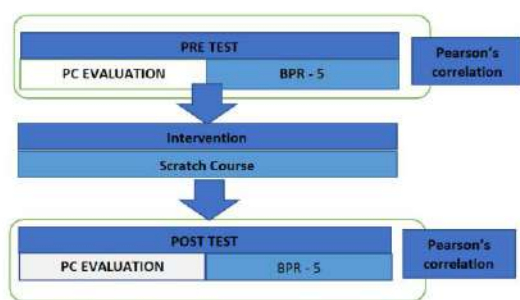 PRE TEST
PC EVALUATION
BPR - 5
Pearson's
correlation
Intervention
Scratch Course
POST TEST
PC EVALUATION
BPR - 5
Pearson's
correlation